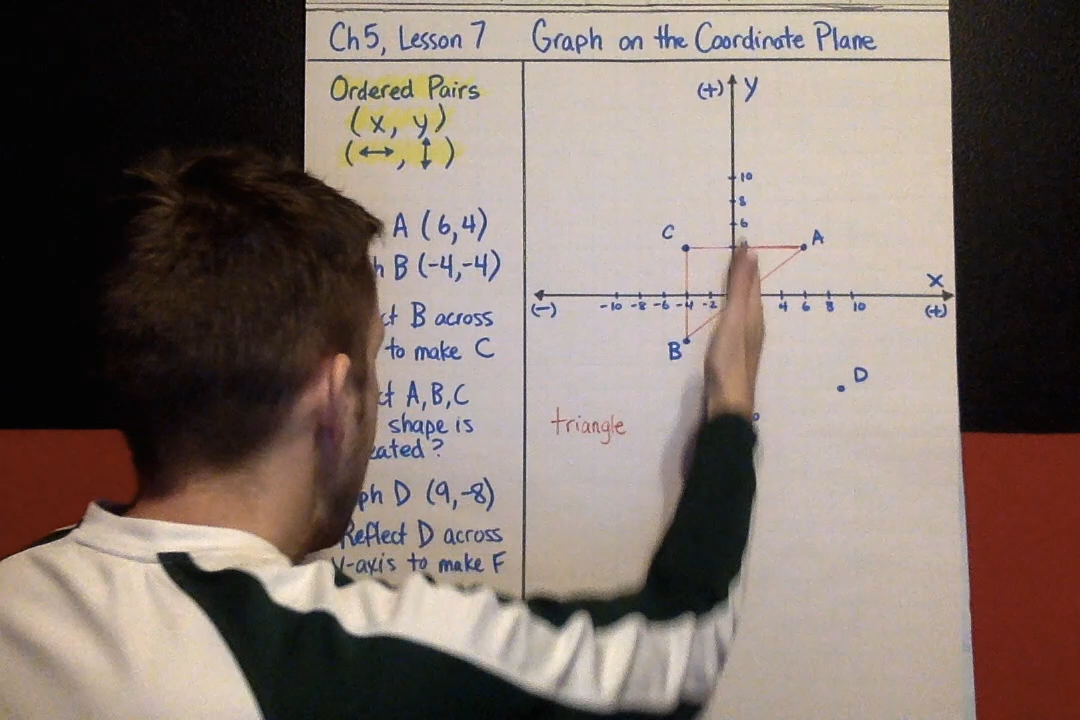 Ch 5, Lesson 7 Graph on the Coordinate Plane
Ordered Pairs
(x, y)
(↔, ↕)
A (6,4)
B (-4,-4)
B across
to make C
A, B, C
shape is
D (9,-8)
Reflect D across
y-axis to make F
(+) y
10
8
6
C A
x
-10 -8 -6 -4 -2 4 6 8 10
(-) (+)
B
D
triangle